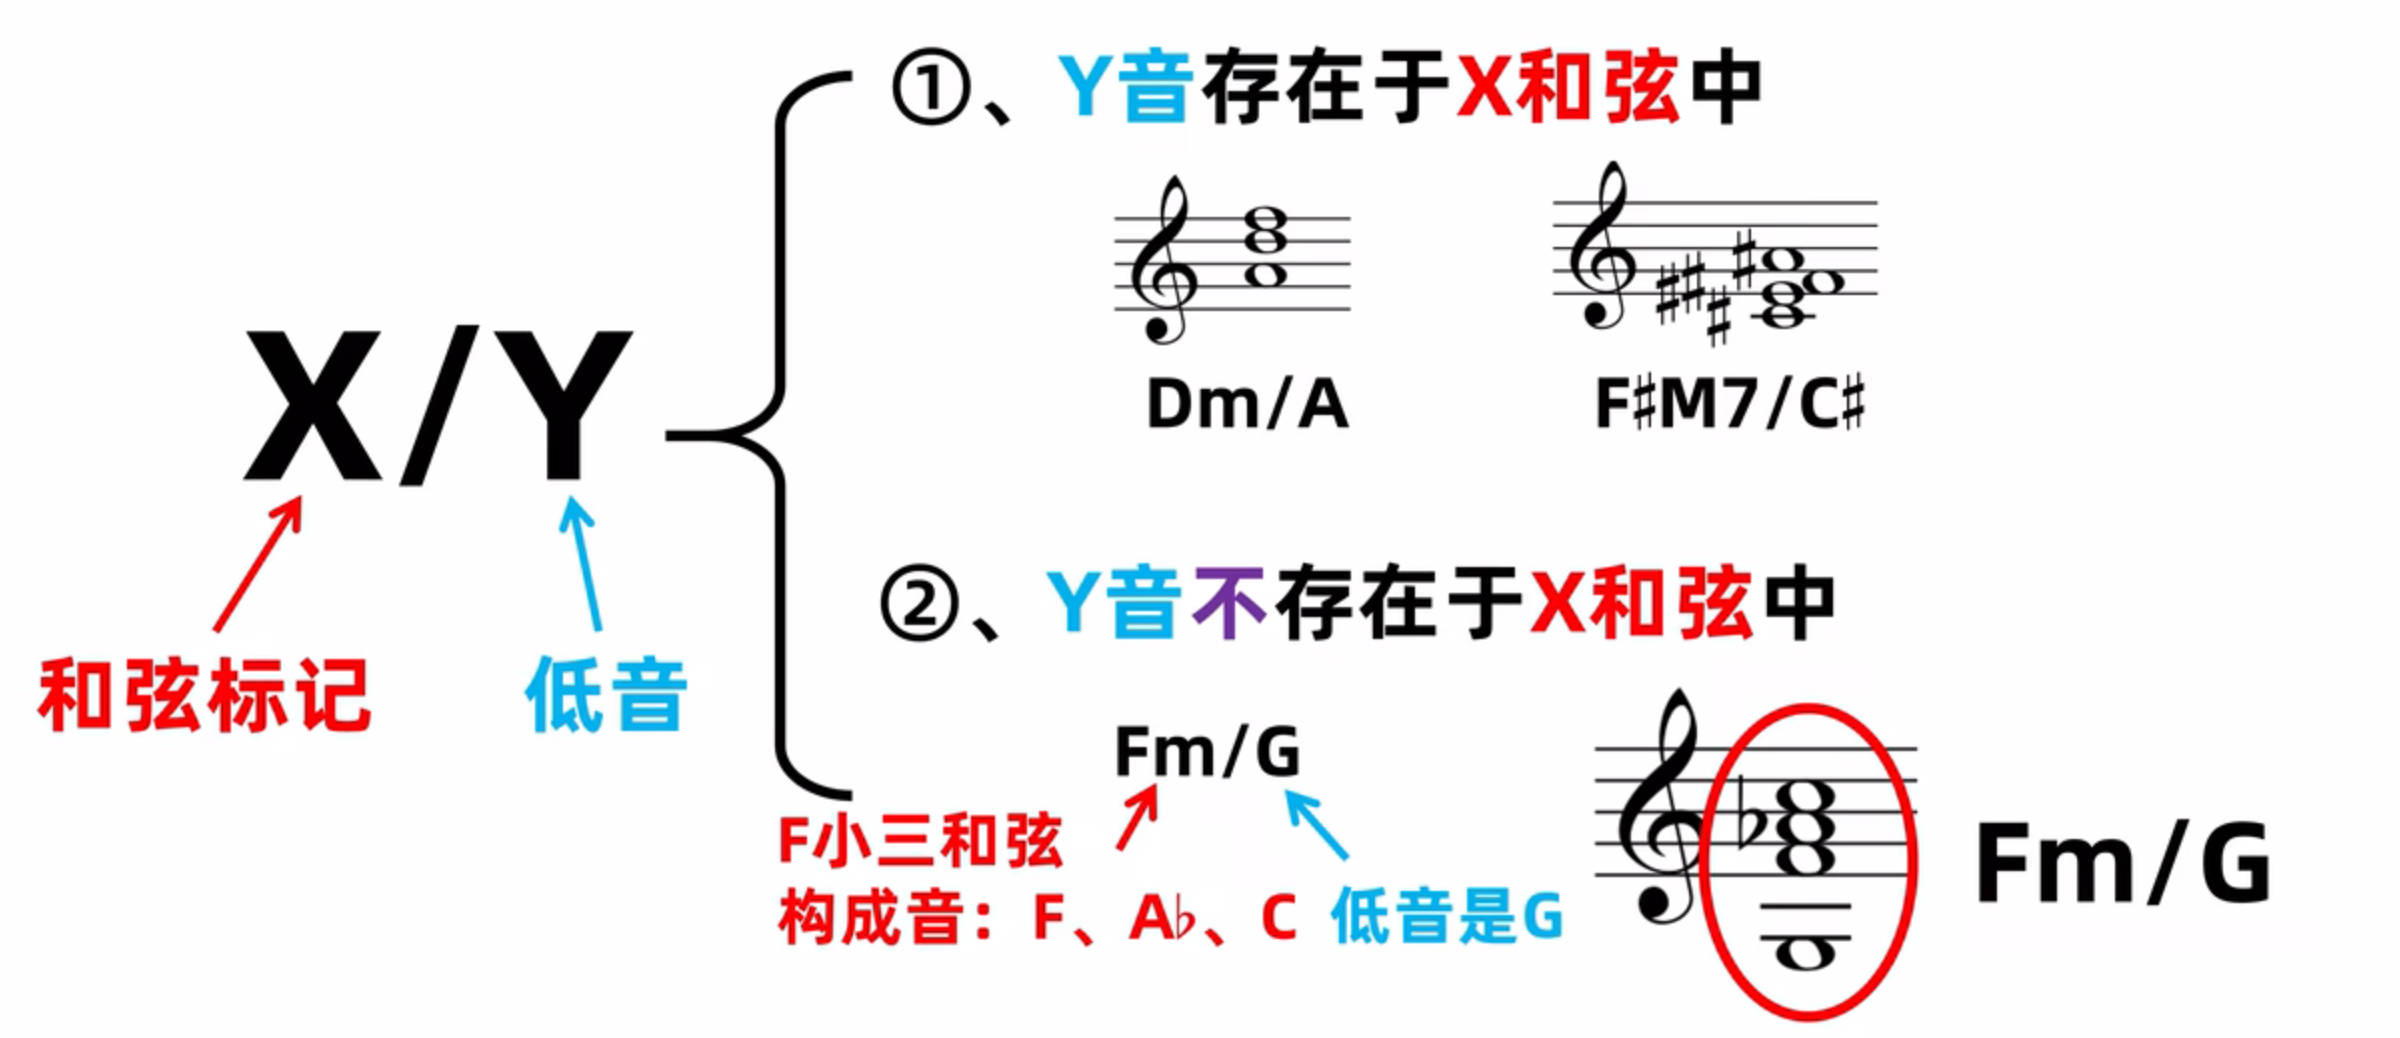 X/Y
和弦标记
低音
①、Y音存在于X和弦中
Dm/A
F♯M7/C♯
②、Y音不存在于X和弦中
Fm/G
F小三和弦
构成音：F、A♭、C
低音是G
Fm/G